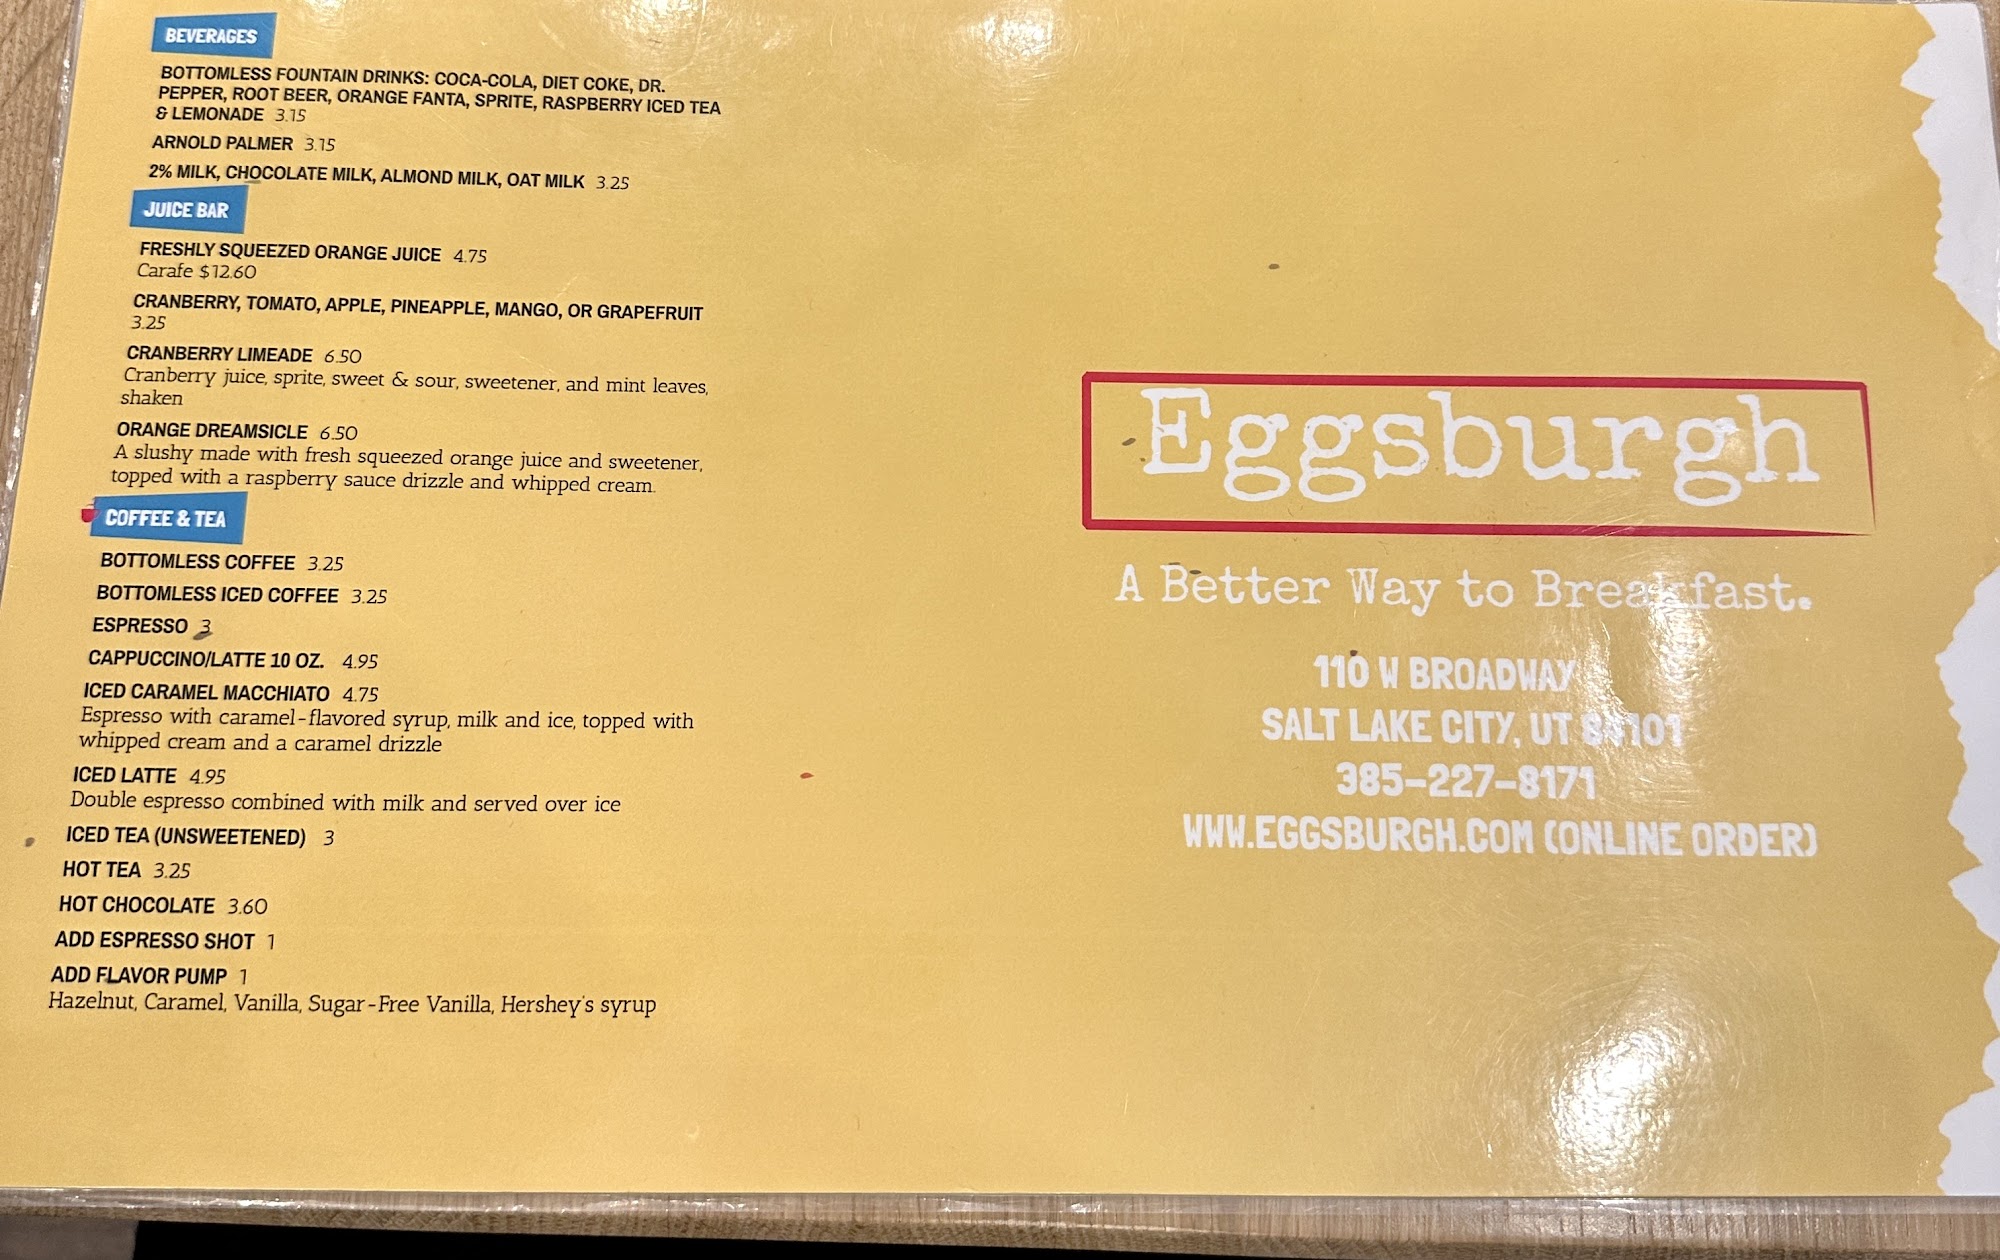 BEVERAGES
BOTTOMLESS FOUNTAIN DRINKS: COCA-COLA, DIET COKE, DR.
PEPPER, ROOT BEER, ORANGE FANTA, SPRITE, RASPBERRY ICED TEA
& LEMONADE 3.15
ARNOLD PALMER 3.15
2% MILK, CHOCOLATE MILK, ALMOND MILK, OAT MILK 3.25
JUICE BAR
FRESHLY SQUEEZED ORANGE JUICE 4.75
Carafe $12.60
CRANBERRY, TOMATO, APPLE, PINEAPPLE, MANGO, OR GRAPEFRUIT
3.25
CRANBERRY LIMEADE 6.50
Cranberry juice, sprite, sweet & sour, sweetener, and mint leaves,
shaken
ORANGE DREAMSICLE 6.50
A slushy made with fresh squeezed orange juice and sweetener,
topped with a raspberry sauce drizzle and whipped cream.
COFFEE & TEA
BOTTOMLESS COFFEE 3.25
BOTTOMLESS ICED COFFEE 3.25
ESPRESSO 3
CAPPUCCINO/LATTE 10 OZ. 4.95
ICED CARAMEL MACCHIATO 4.75
Espresso with caramel-flavored syrup, milk and ice, topped with
whipped cream and a caramel drizzle
ICED LATTE 4.95
Double espresso combined with milk and served over ice
ICED TEA (UNSWEETENED) 3
HOT TEA 3.25
HOT CHOCOLATE 3.60
ADD ESPRESSO SHOT 1
ADD FLAVOR PUMP 1
Hazelnut, Caramel, Vanilla, Sugar-Free Vanilla, Hershey's syrup
Eggsburgh
A Better Way to Breakfast.
110 W BROADWAY
SALT LAKE CITY, UT 84101
385-227-8171
WWW.EGGSBURGH.COM (ONLINE ORDER)